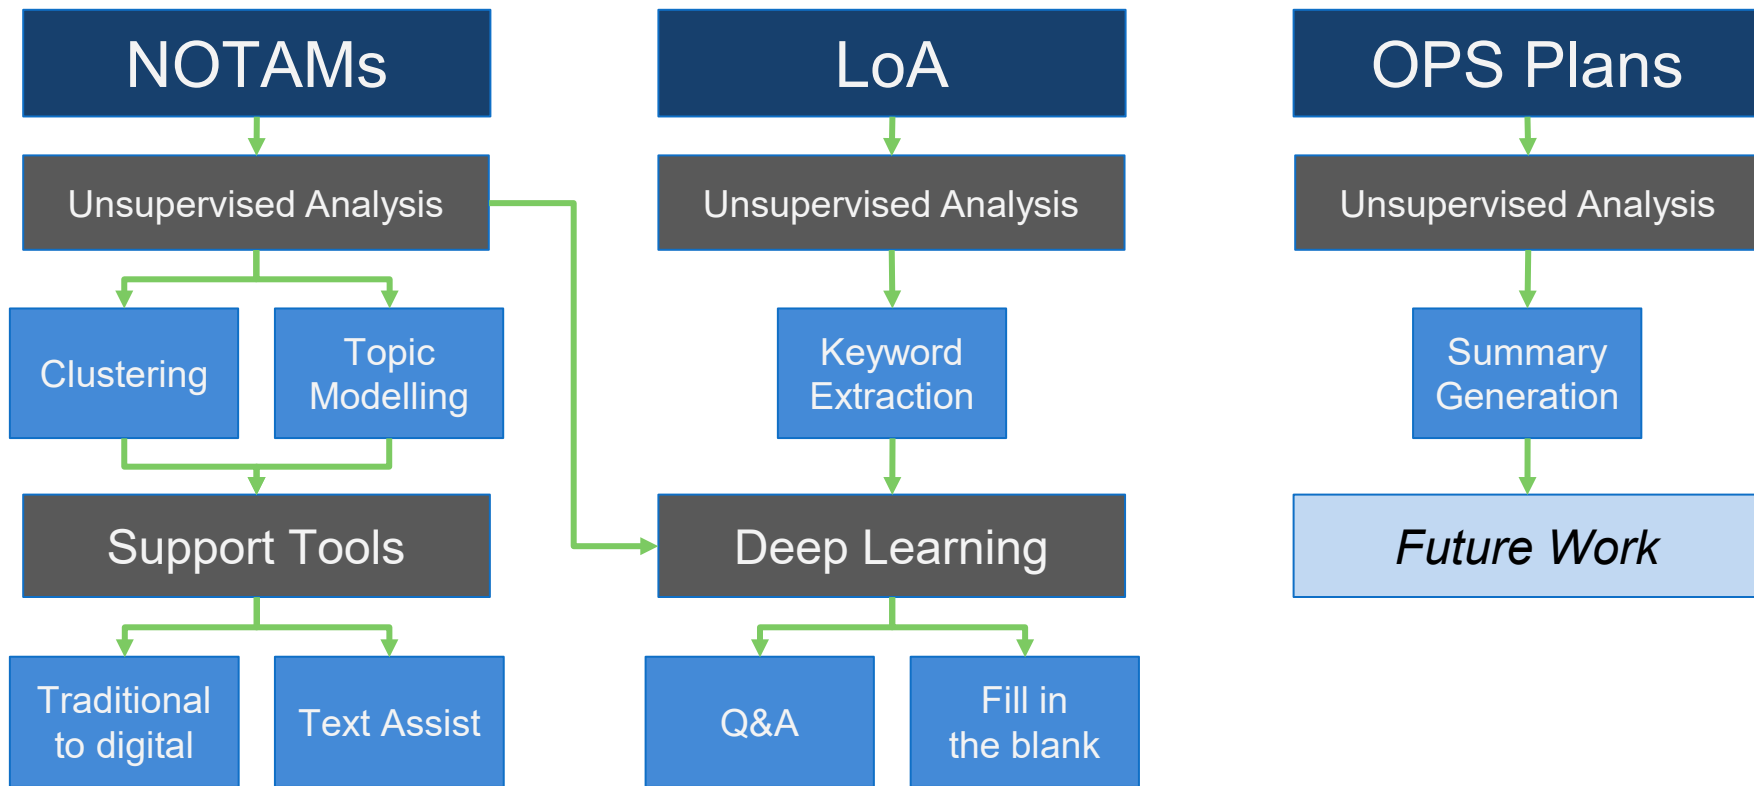 NOTAMs
LoA
OPS Plans
Unsupervised Analysis
Unsupervised Analysis
Unsupervised Analysis
Clustering
Topic
Modelling
Keyword
Extraction
Summary
Generation
Support Tools
Deep Learning
Future Work
Traditional
to digital
Text Assist
Q&A
Fill in
the blank